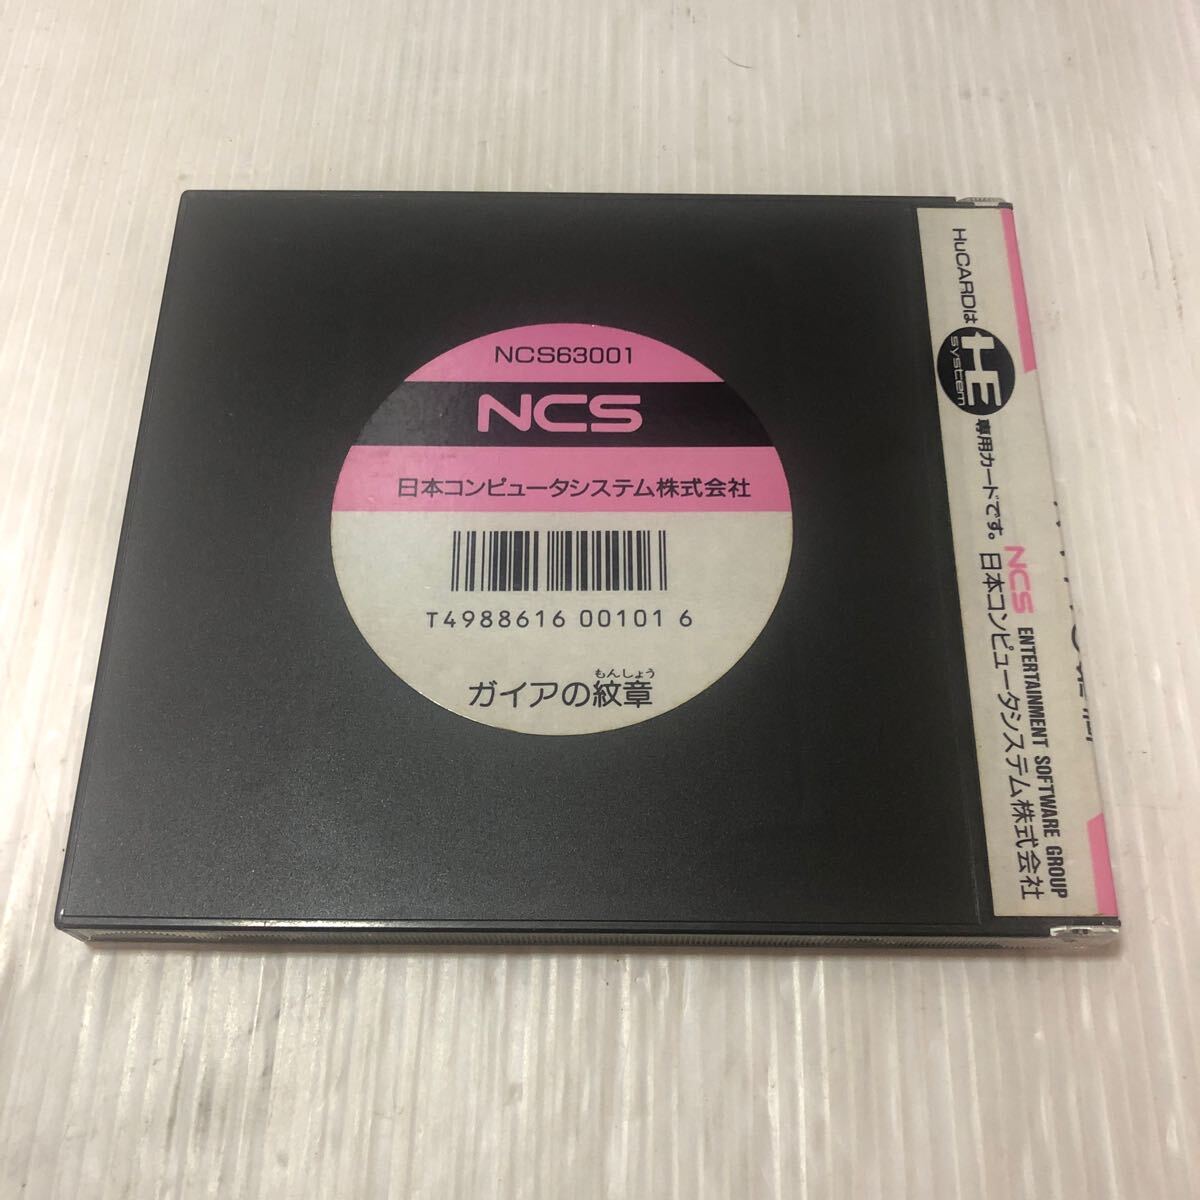 NCS63001
NCS
日本コンピュータシステム株式会社
T4988616 00101 6
もんしょう
ガイアの紋章
HuCARDは HE system 専用カードです。
NCS ENTERTAINMENT SOFTWARE GROUP
日本コンピュータシステム株式会社